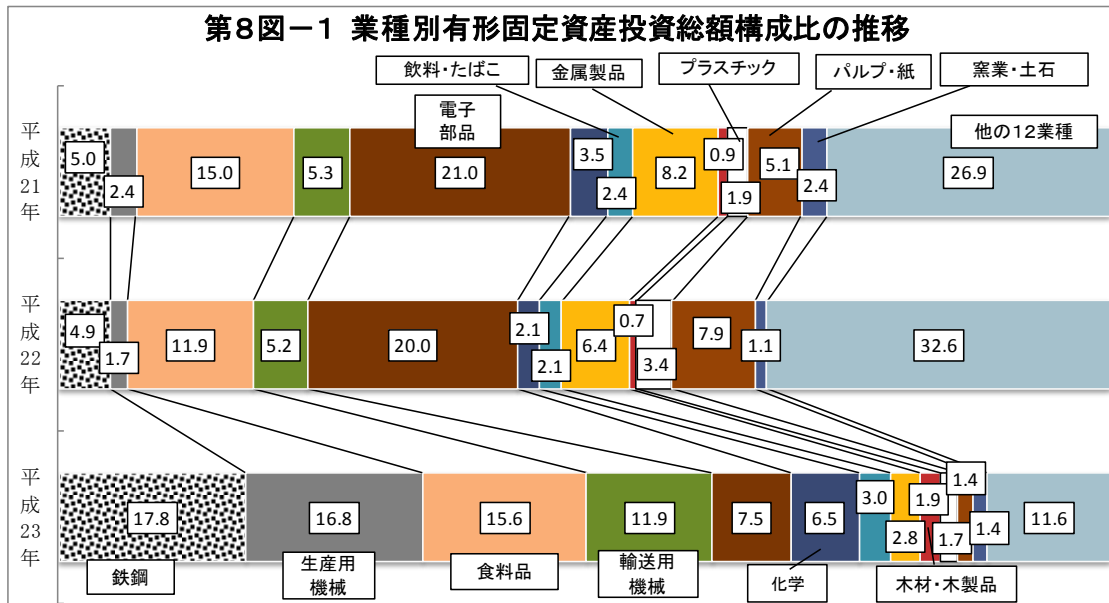 第8図－1 業種別有形固定資産投資総額構成比の推移
飲料・たばこ
金属製品
プラスチック
パルプ・紙
窯業・土石
電子
部品
他の12業種
平成21年
5.0
2.4
15.0
5.3
21.0
3.5
2.4
8.2
0.9
1.9
5.1
2.4
26.9
平成22年
4.9
1.7
11.9
5.2
20.0
2.1
2.1
6.4
0.7
3.4
7.9
1.1
32.6
平成23年
17.8
16.8
15.6
11.9
7.5
6.5
3.0
2.8
1.9
1.7
1.4
1.4
11.6
鉄鋼
生産用
機械
食料品
輸送用
機械
化学
木材・木製品